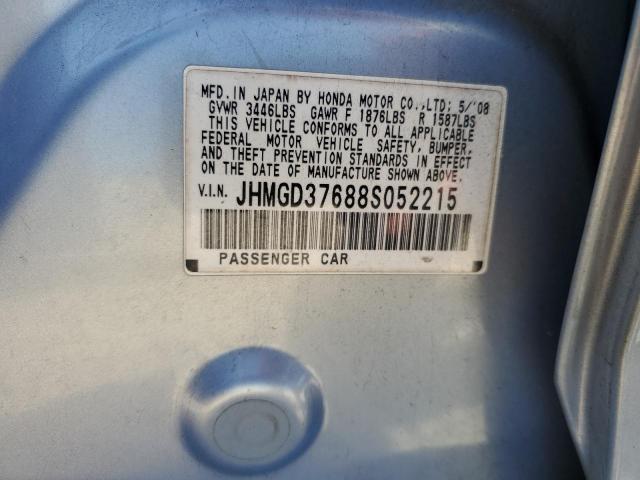 MFD. IN JAPAN BY HONDA MOTOR CO.,LTD; 5/'08
GVWR 3446LBS GAWR F 1876LBS R 1587LBS
THIS VEHICLE CONFORMS TO ALL APPLICABLE
FEDERAL MOTOR VEHICLE SAFETY, BUMPER,
AND THEFT PREVENTION STANDARDS IN EFFECT
ON THE DATE OF MANUFACTURE SHOWN ABOVE.
V.I.N. JHMGD37688S052215
PASSENGER CAR